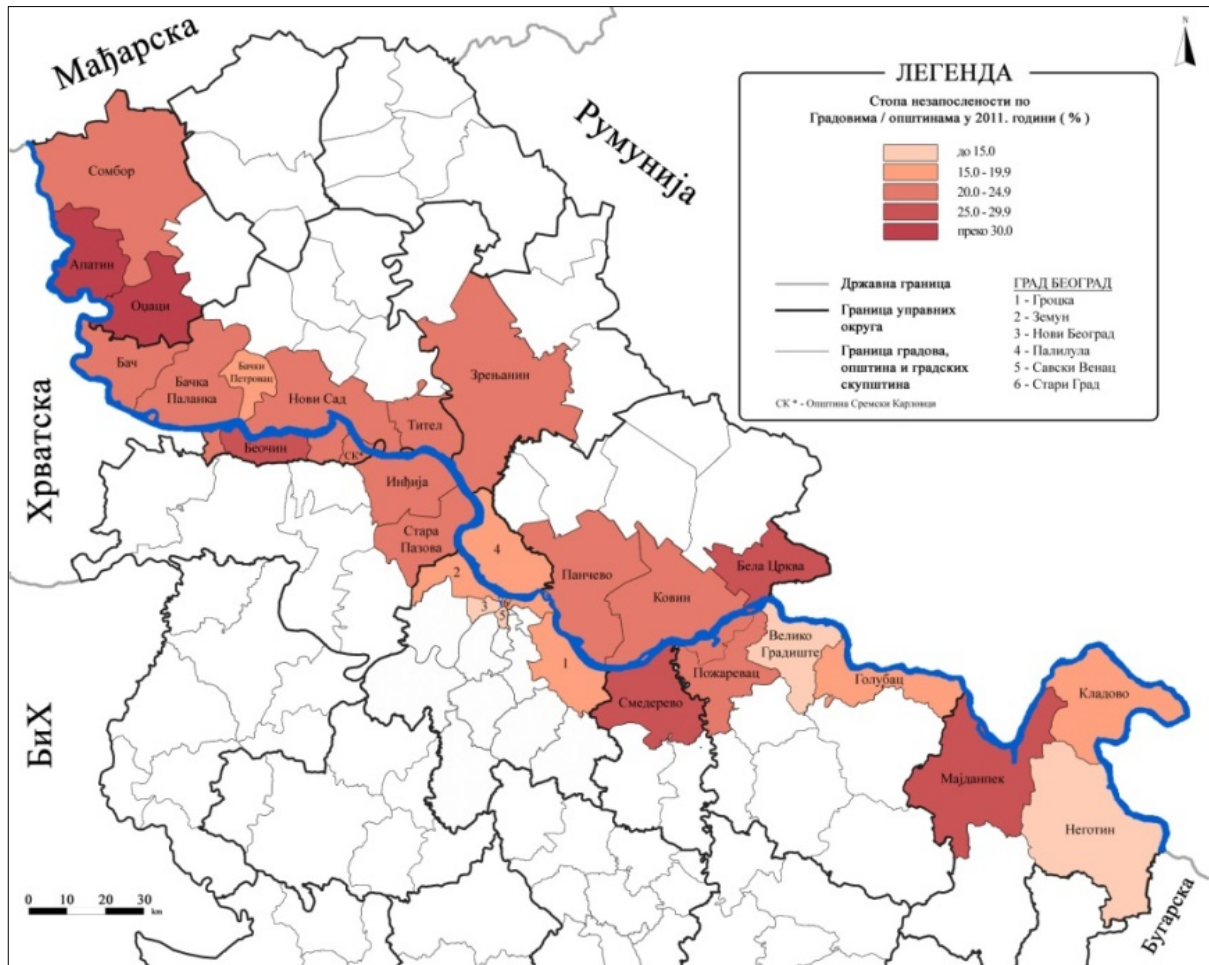 Мађарска
Румунија
Хрватска
БиХ
Бугарска
N
ЛЕГЕНДА
Стопа незапослености по
Градовима / општинама у 2011. години ( % )
до 15.0
15.0 - 19.9
20.0 - 24.9
25.0 - 29.9
преко 30.0
Државна граница
Граница управних
округа
Граница градова,
општина и градских
скупштина
СК * - Општина Сремски Карловци
ГРАД БЕОГРАД
1 - Гроцка
2 - Земун
3 - Нови Београд
4 - Палилула
5 - Савски Венац
6 - Стари Град
Сомбор
Апатин
Оџаци
Бач
Бачка
Паланка
Бачки
Петровац
Нови Сад
Тител
Зрењанин
Беочин
СК*
Инђија
Стара
Пазова
4
2
3
6
5
1
Панчево
Ковин
Бела Црква
Смедерево
Пожаревац
Велико
Градиште
Голубац
Мајданпек
Кладово
Неготин
0 10 20 30
km